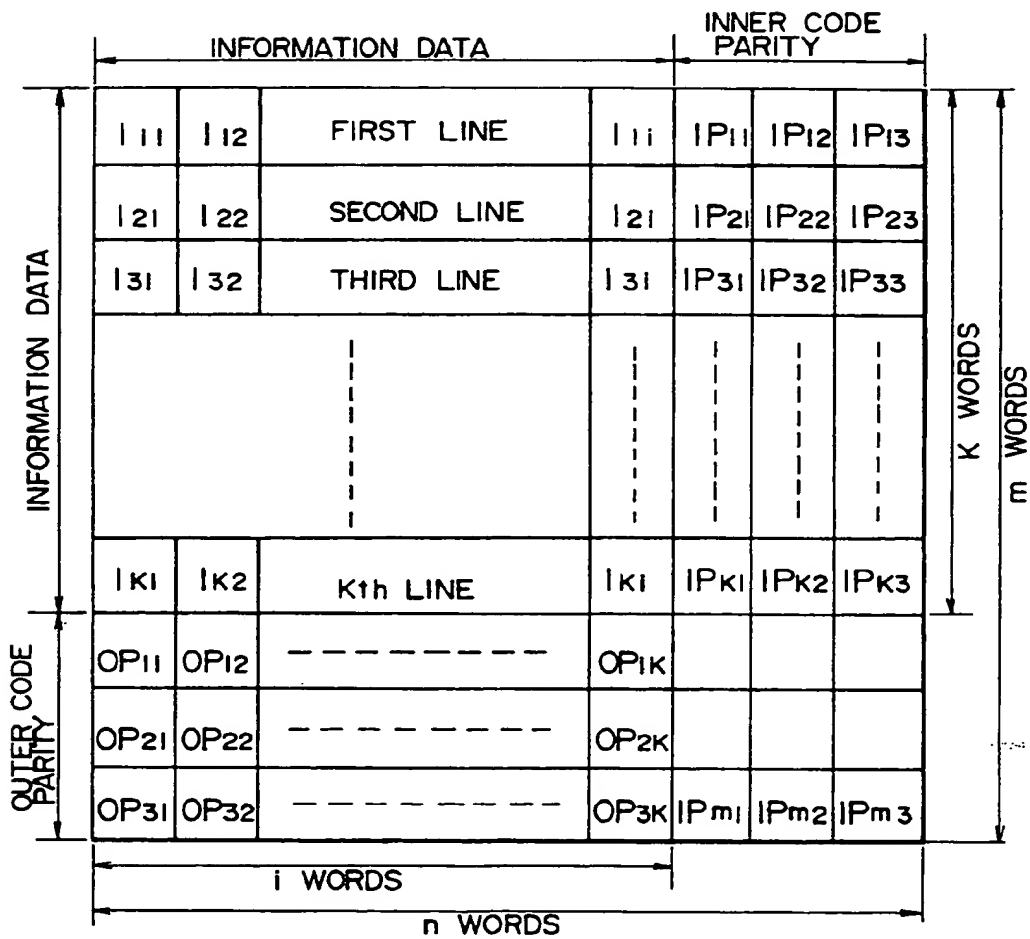 INFORMATION DATA
INNER CODE
PARITY
I11 I12 FIRST LINE I1i IP11 IP12 IP13
I21 I22 SECOND LINE I2i IP21 IP22 IP23
I31 I32 THIRD LINE I3i IP31 IP32 IP33
INFORMATION DATA
K WORDS
m WORDS
IK1 IK2 Kth LINE IKi IPK1 IPK2 IPK3
OUTER CODE
PARITY
OP11 OP12 OP1K
OP21 OP22 OP2K
OP31 OP32 OP3K IPm1 IPm2 IPm3
i WORDS
n WORDS